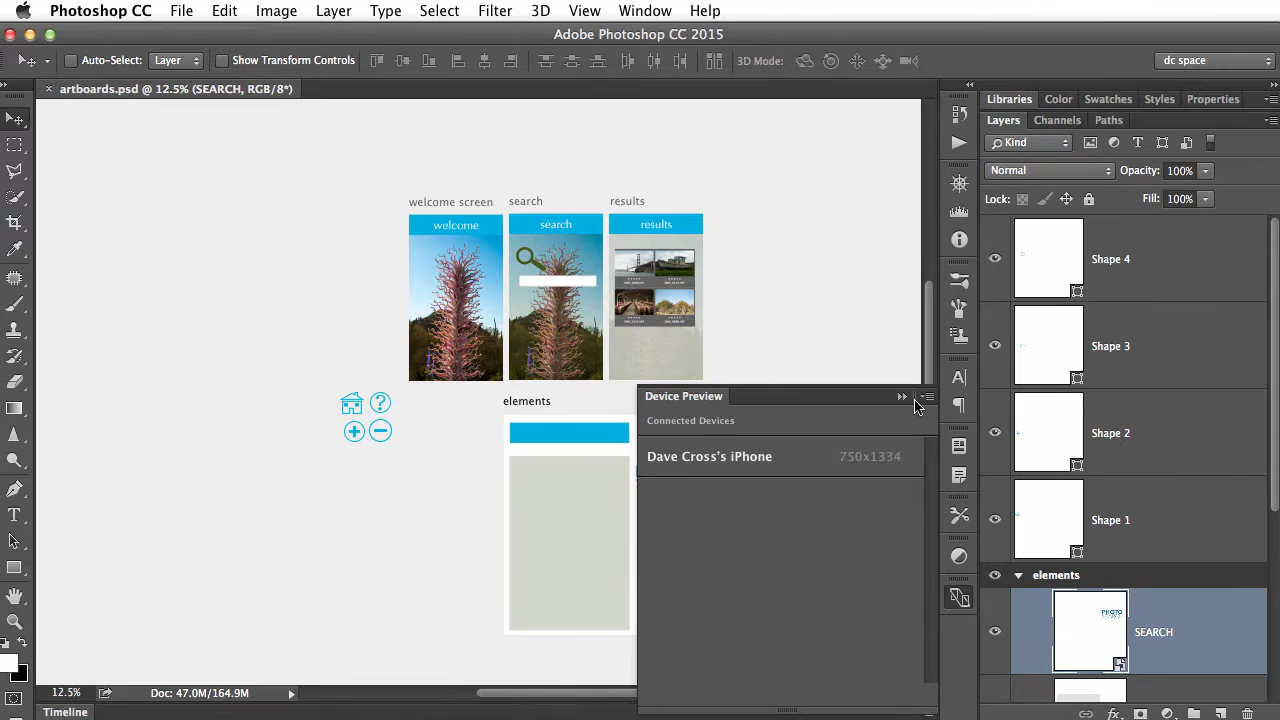 Photoshop CC File Edit Image Layer Type Select Filter 3D View Window Help
Adobe Photoshop CC 2015
Auto-Select: Layer Show Transform Controls 3D Mode: dc space
× artboards.psd @ 12.5% (SEARCH, RGB/8*)
Libraries Color Swatches Styles Properties
Layers Channels Paths
Kind
Normal Opacity: 100%
Lock: Fill: 100%
welcome screen search results
welcome search results
elements
Device Preview
Connected Devices
Dave Cross's iPhone 750x1334
Shape 4
Shape 3
Shape 2
Shape 1
elements
PHOTO
SEARCH
12.5% Doc: 47.0M/164.9M
Timeline